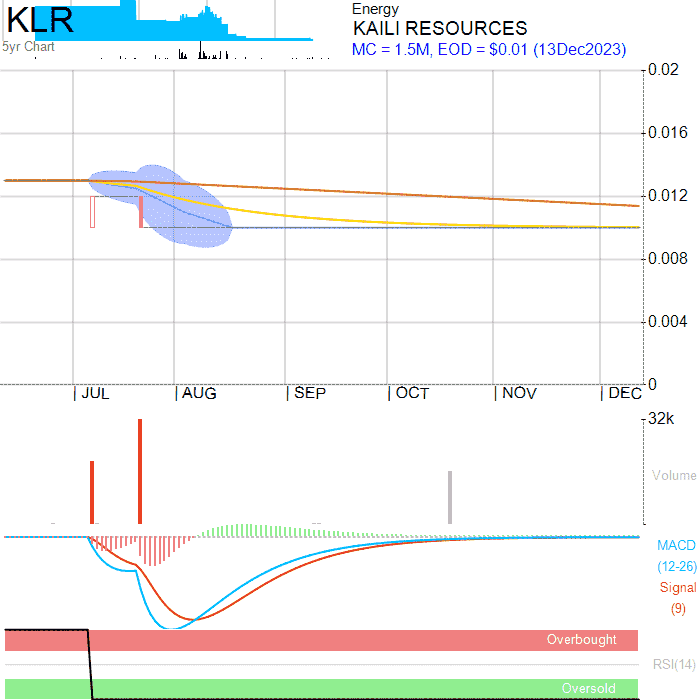 KLR
5yr Chart
Energy
KAILI RESOURCES
MC = 1.5M, EOD = $0.01 (13Dec2023)
0.02
0.016
0.012
0.008
0.004
0
| JUL | AUG | SEP | OCT | NOV | DEC
32k
Volume
MACD
(12-26)
Signal
(9)
Overbought
RSI(14)
Oversold